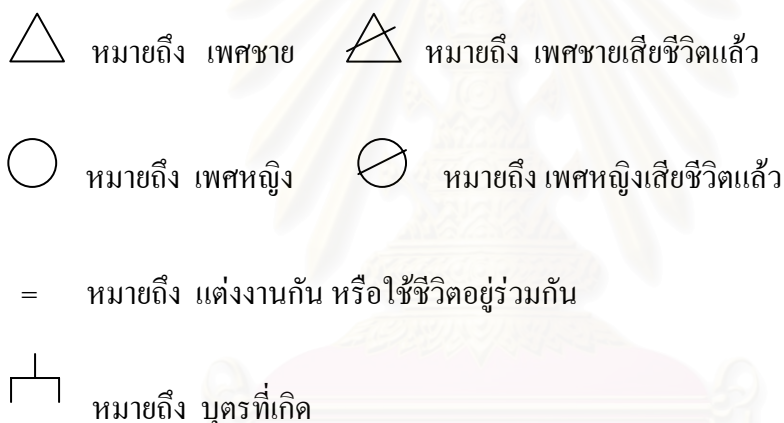 หมายถึง เพศชาย หมายถึง เพศชายเสียชีวิตแล้ว
หมายถึง เพศหญิง หมายถึง เพศหญิงเสียชีวิตแล้ว
= หมายถึง แต่งงานกัน หรือใช้ชีวิตอยู่ร่วมกัน
หมายถึง บุตรที่เกิด